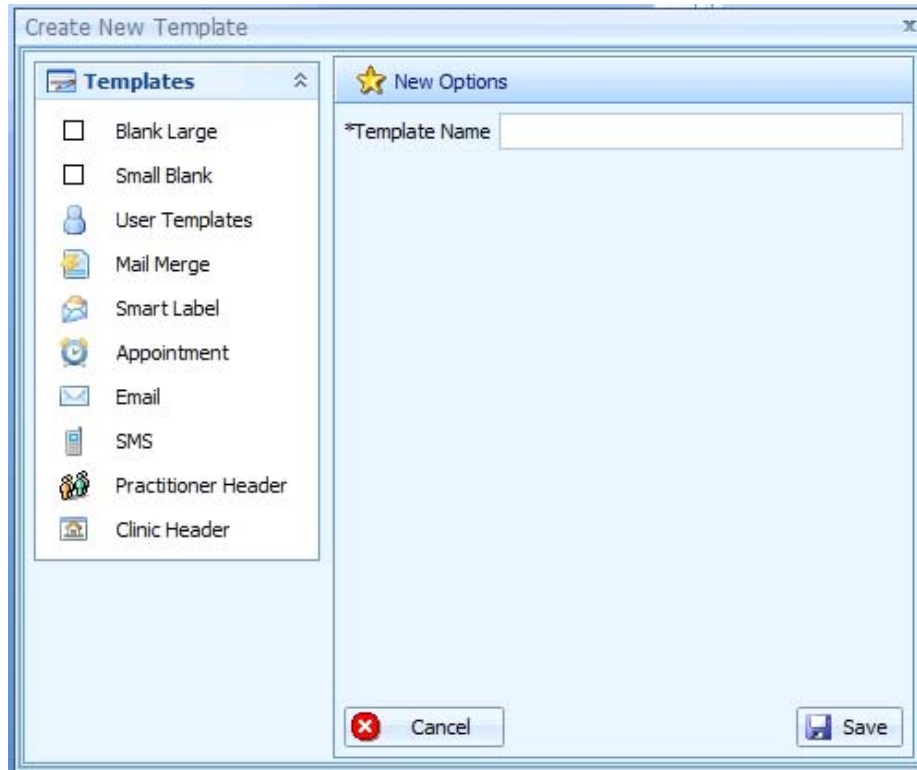 Create New Template
Templates
Blank Large
Small Blank
User Templates
Mail Merge
Smart Label
Appointment
Email
SMS
Practitioner Header
Clinic Header
New Options
*Template Name
Cancel
Save